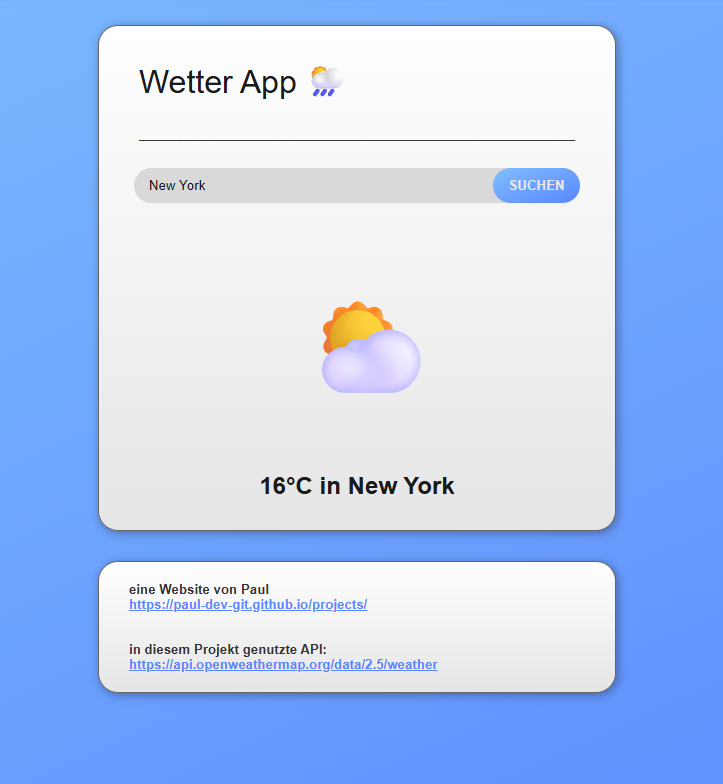 Wetter App
New York
SUCHEN
16°C in New York
eine Website von Paul
https://paul-dev-git.github.io/projects/
in diesem Projekt genutzte API:
https://api.openweathermap.org/data/2.5/weather